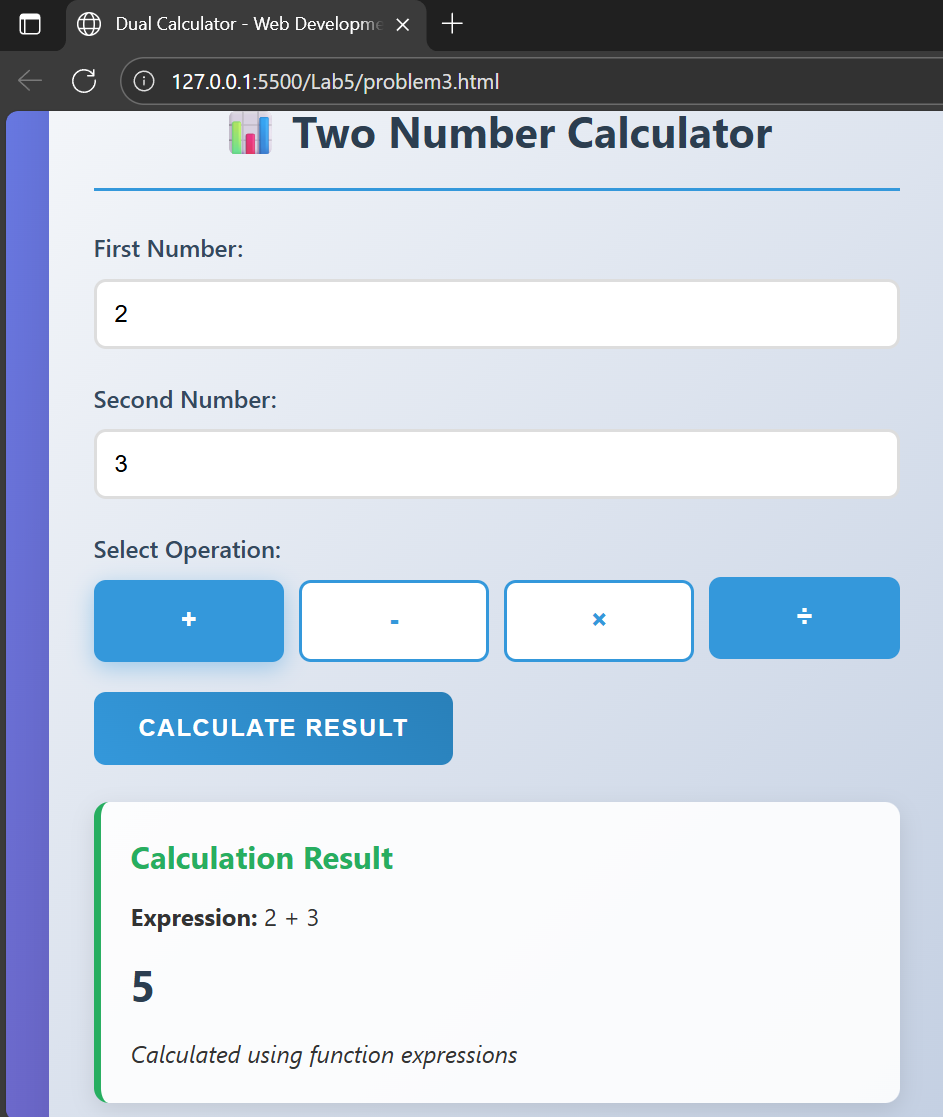 Dual Calculator - Web Developme
127.0.0.1:5500/Lab5/problem3.html
Two Number Calculator
First Number:
2
Second Number:
3
Select Operation:
+ - × ÷
CALCULATE RESULT
Calculation Result
Expression: 2 + 3
5
Calculated using function expressions